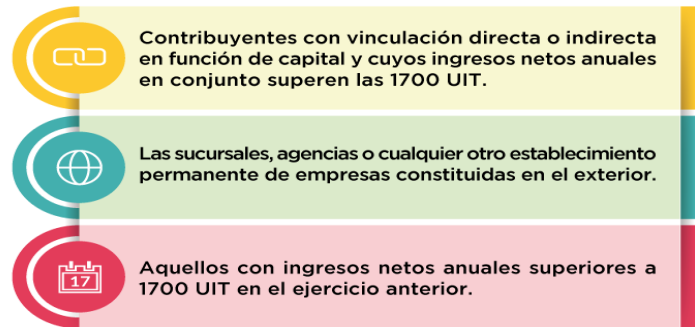 Contribuyentes con vinculación directa o indirecta
en función de capital y cuyos ingresos netos anuales
en conjunto superen las 1700 UIT.
Las sucursales, agencias o cualquier otro establecimiento
permanente de empresas constituidas en el exterior.
17
Aquellos con ingresos netos anuales superiores a
1700 UIT en el ejercicio anterior.